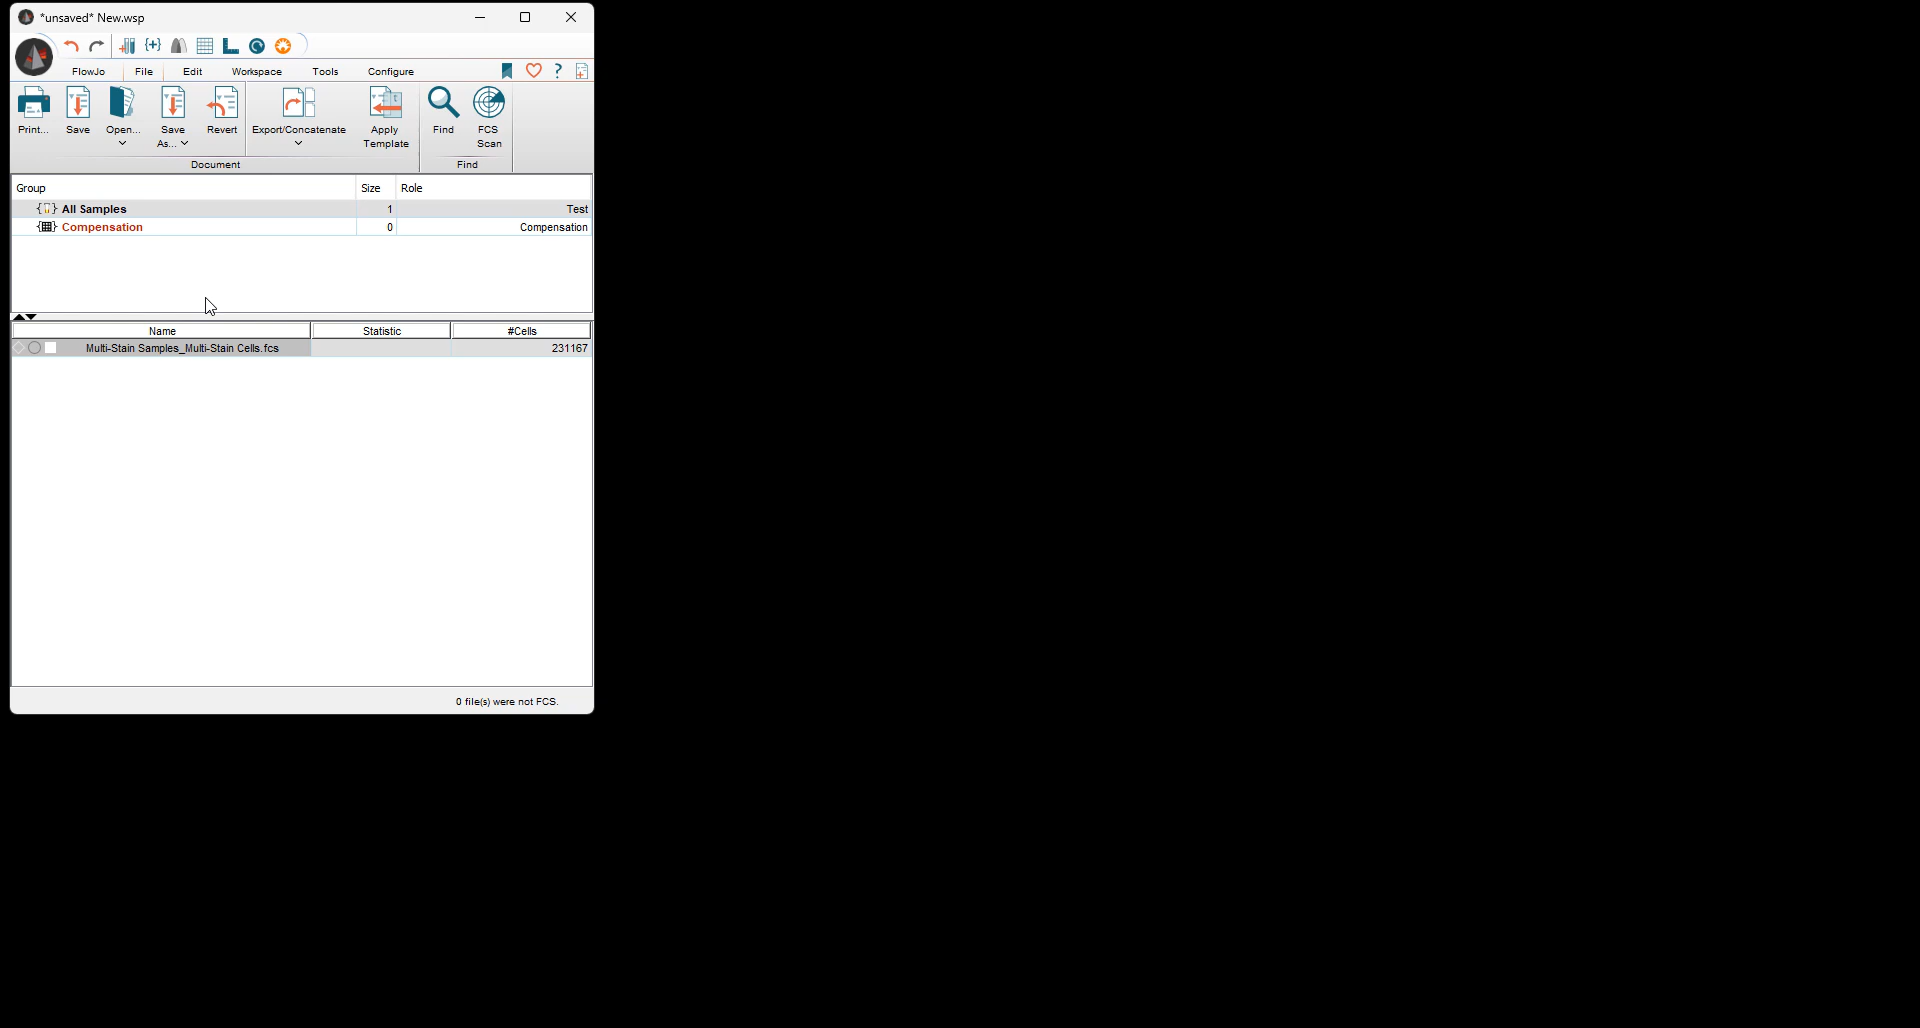 *unsaved* New.wsp
FlowJo File Edit Workspace Tools Configure
Print... Save Open... Save As... Revert Export/Concatenate Apply Template Find FCS Scan
Document Find
Group Size Role
All Samples 1 Test
Compensation 0 Compensation
Name Statistic #Cells
Multi-Stain Samples_Multi-Stain Cells.fcs 231167
0 file(s) were not FCS.